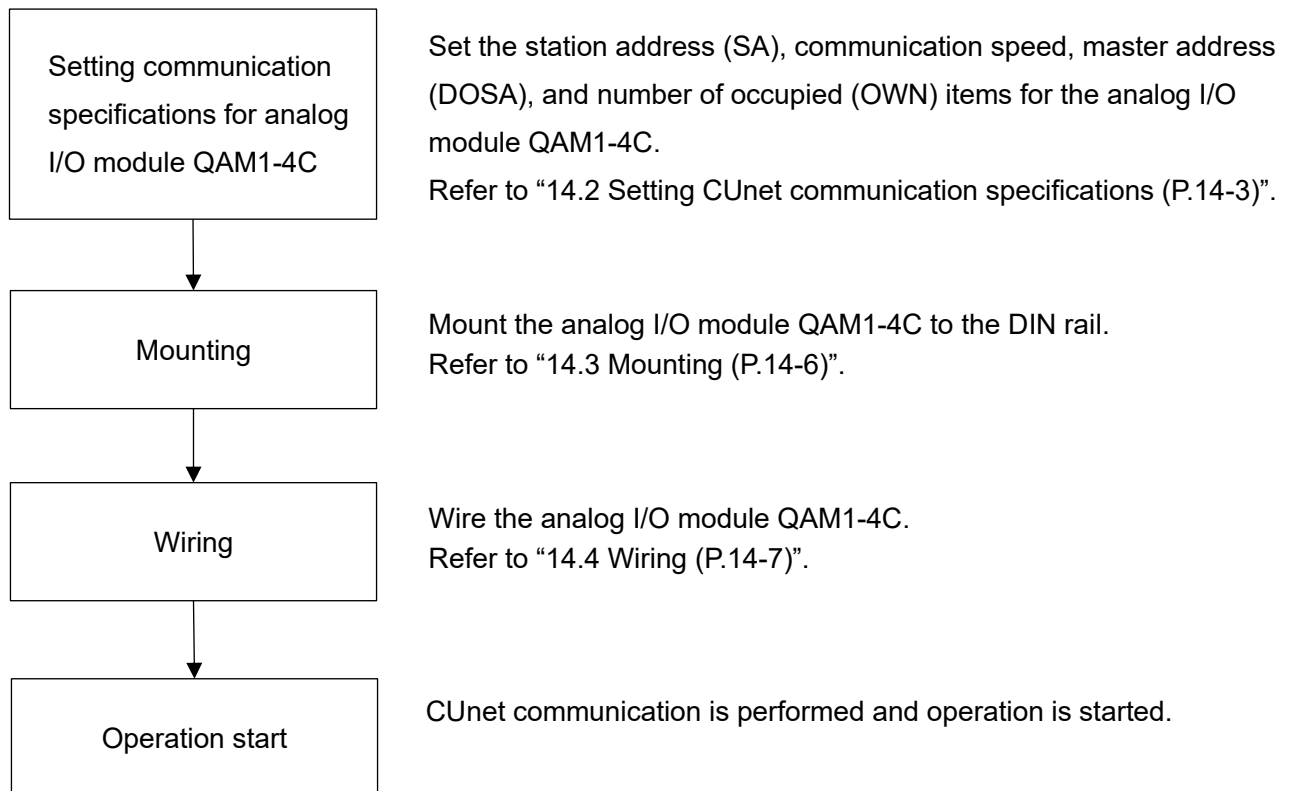 Setting communication
specifications for analog
I/O module QAM1-4C
Set the station address (SA), communication speed, master address
(DOSA), and number of occupied (OWN) items for the analog I/O
module QAM1-4C.
Refer to “14.2 Setting CUnet communication specifications (P.14-3)”.
Mounting
Mount the analog I/O module QAM1-4C to the DIN rail.
Refer to “14.3 Mounting (P.14-6)”.
Wiring
Wire the analog I/O module QAM1-4C.
Refer to “14.4 Wiring (P.14-7)”.
Operation start
CUnet communication is performed and operation is started.